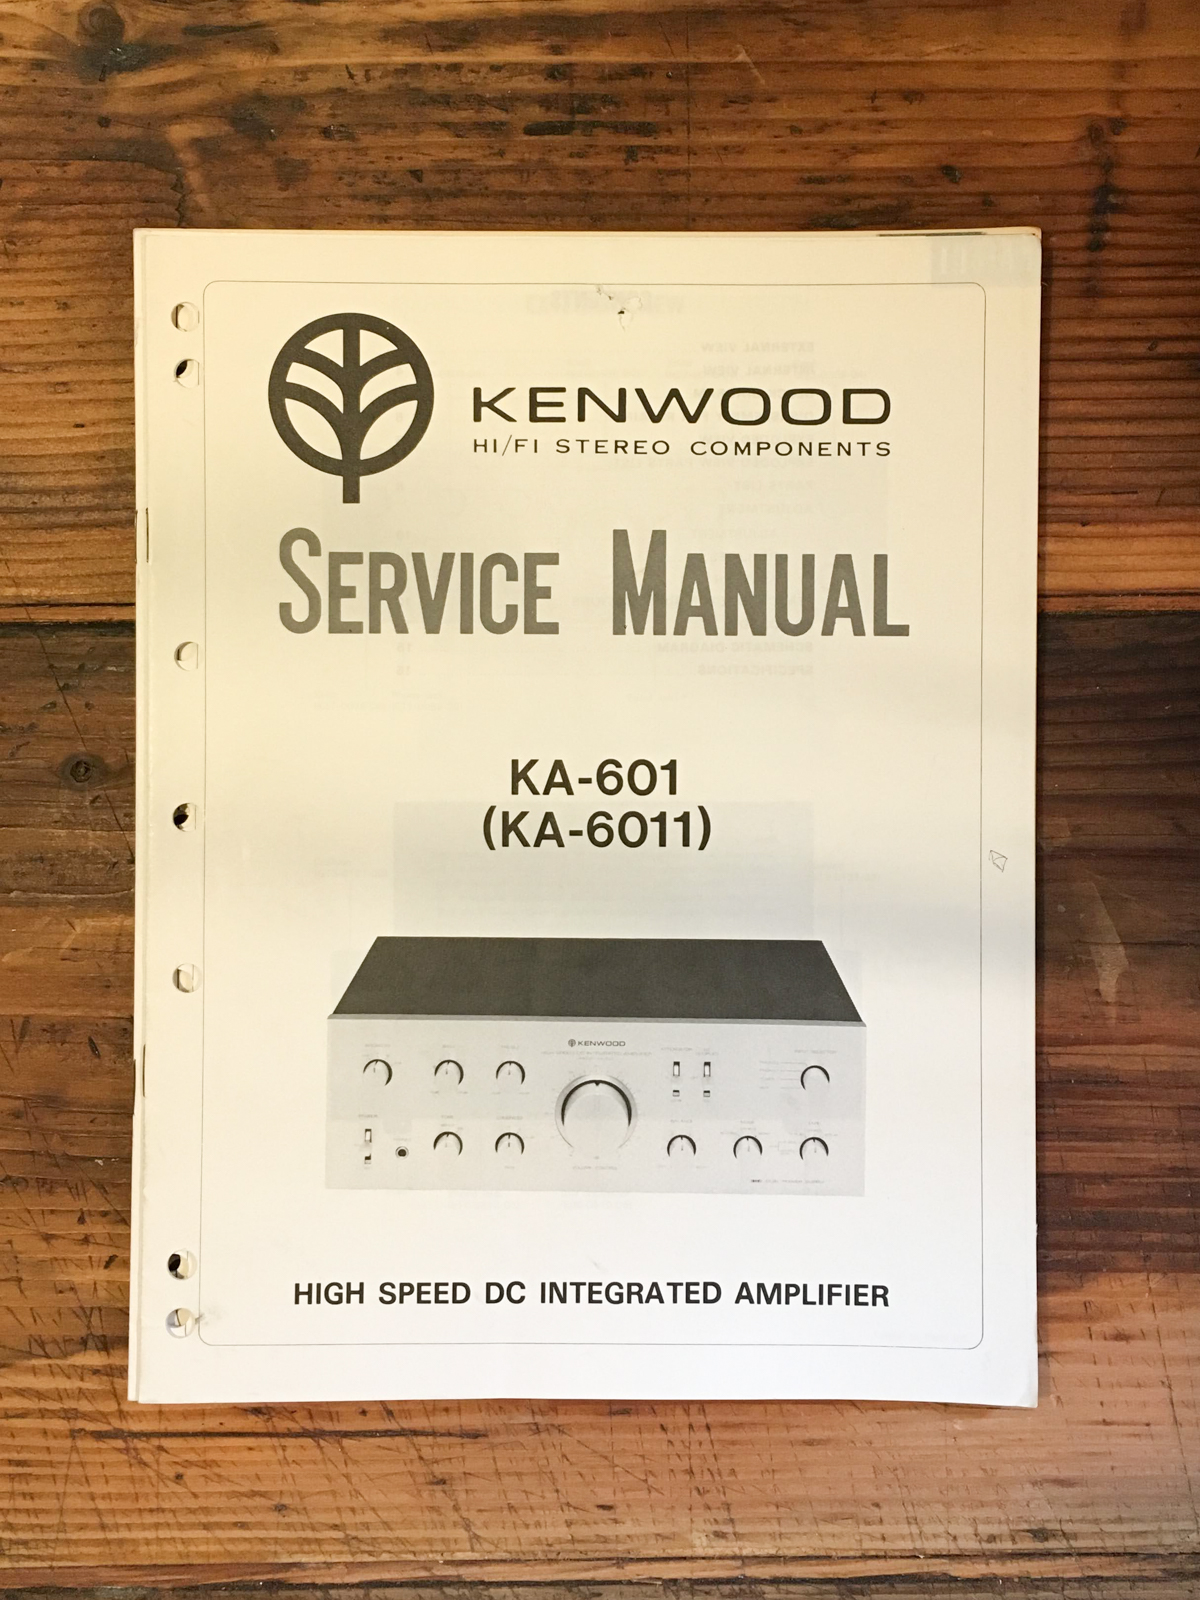 KENWOOD
HI/FI STEREO COMPONENTS
SERVICE MANUAL
KA-601
(KA-6011)
KENWOOD
HIGH SPEED DC INTEGRATED AMPLIFIER